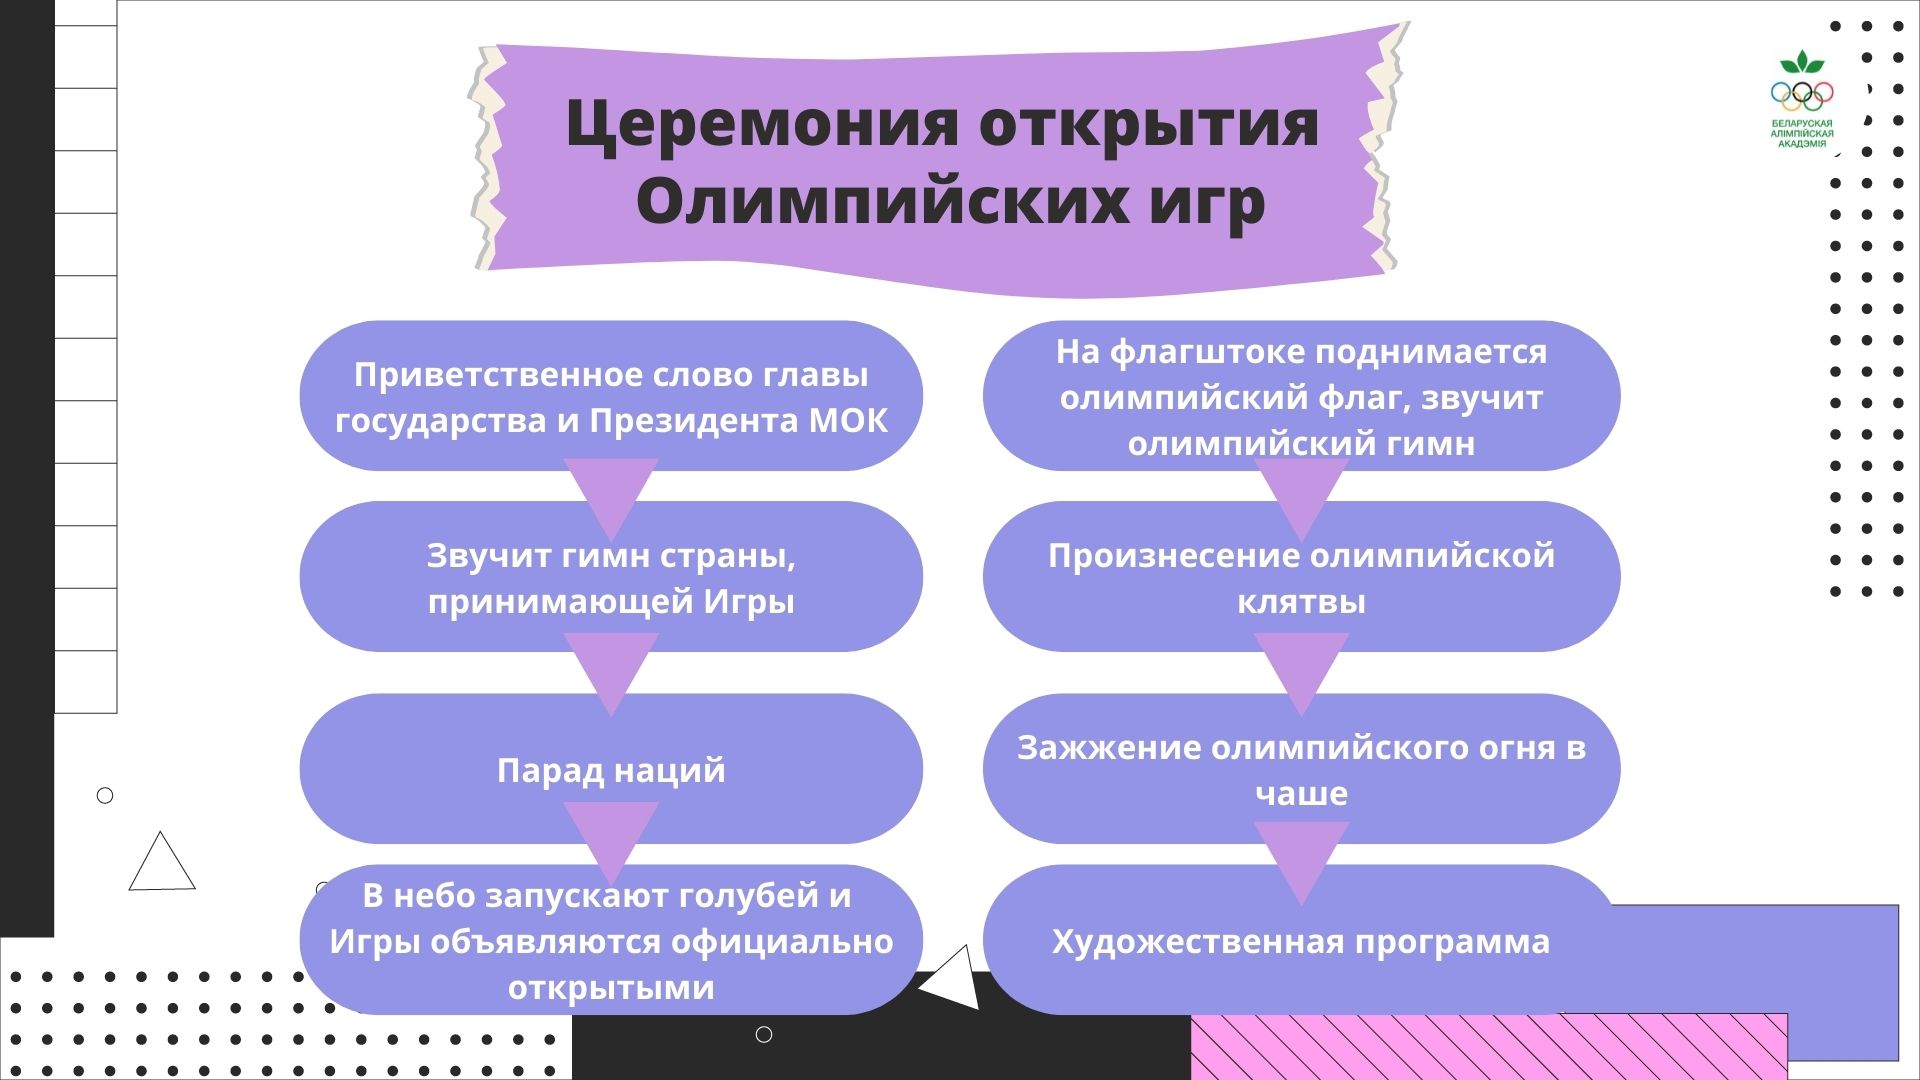 Церемония открытия
Олимпийских игр
БЕЛАРУСКАЯ
АЛІМПІЙСКАЯ
АКАДЭМІЯ
Приветственное слово главы
государства и Президента МОК
Звучит гимн страны,
принимающей Игры
Парад наций
В небо запускают голубей и
Игры объявляются официально
открытыми
На флагштоке поднимается
олимпийский флаг, звучит
олимпийский гимн
Произнесение олимпийской
клятвы
Зажжение олимпийского огня в
чаше
Художественная программа